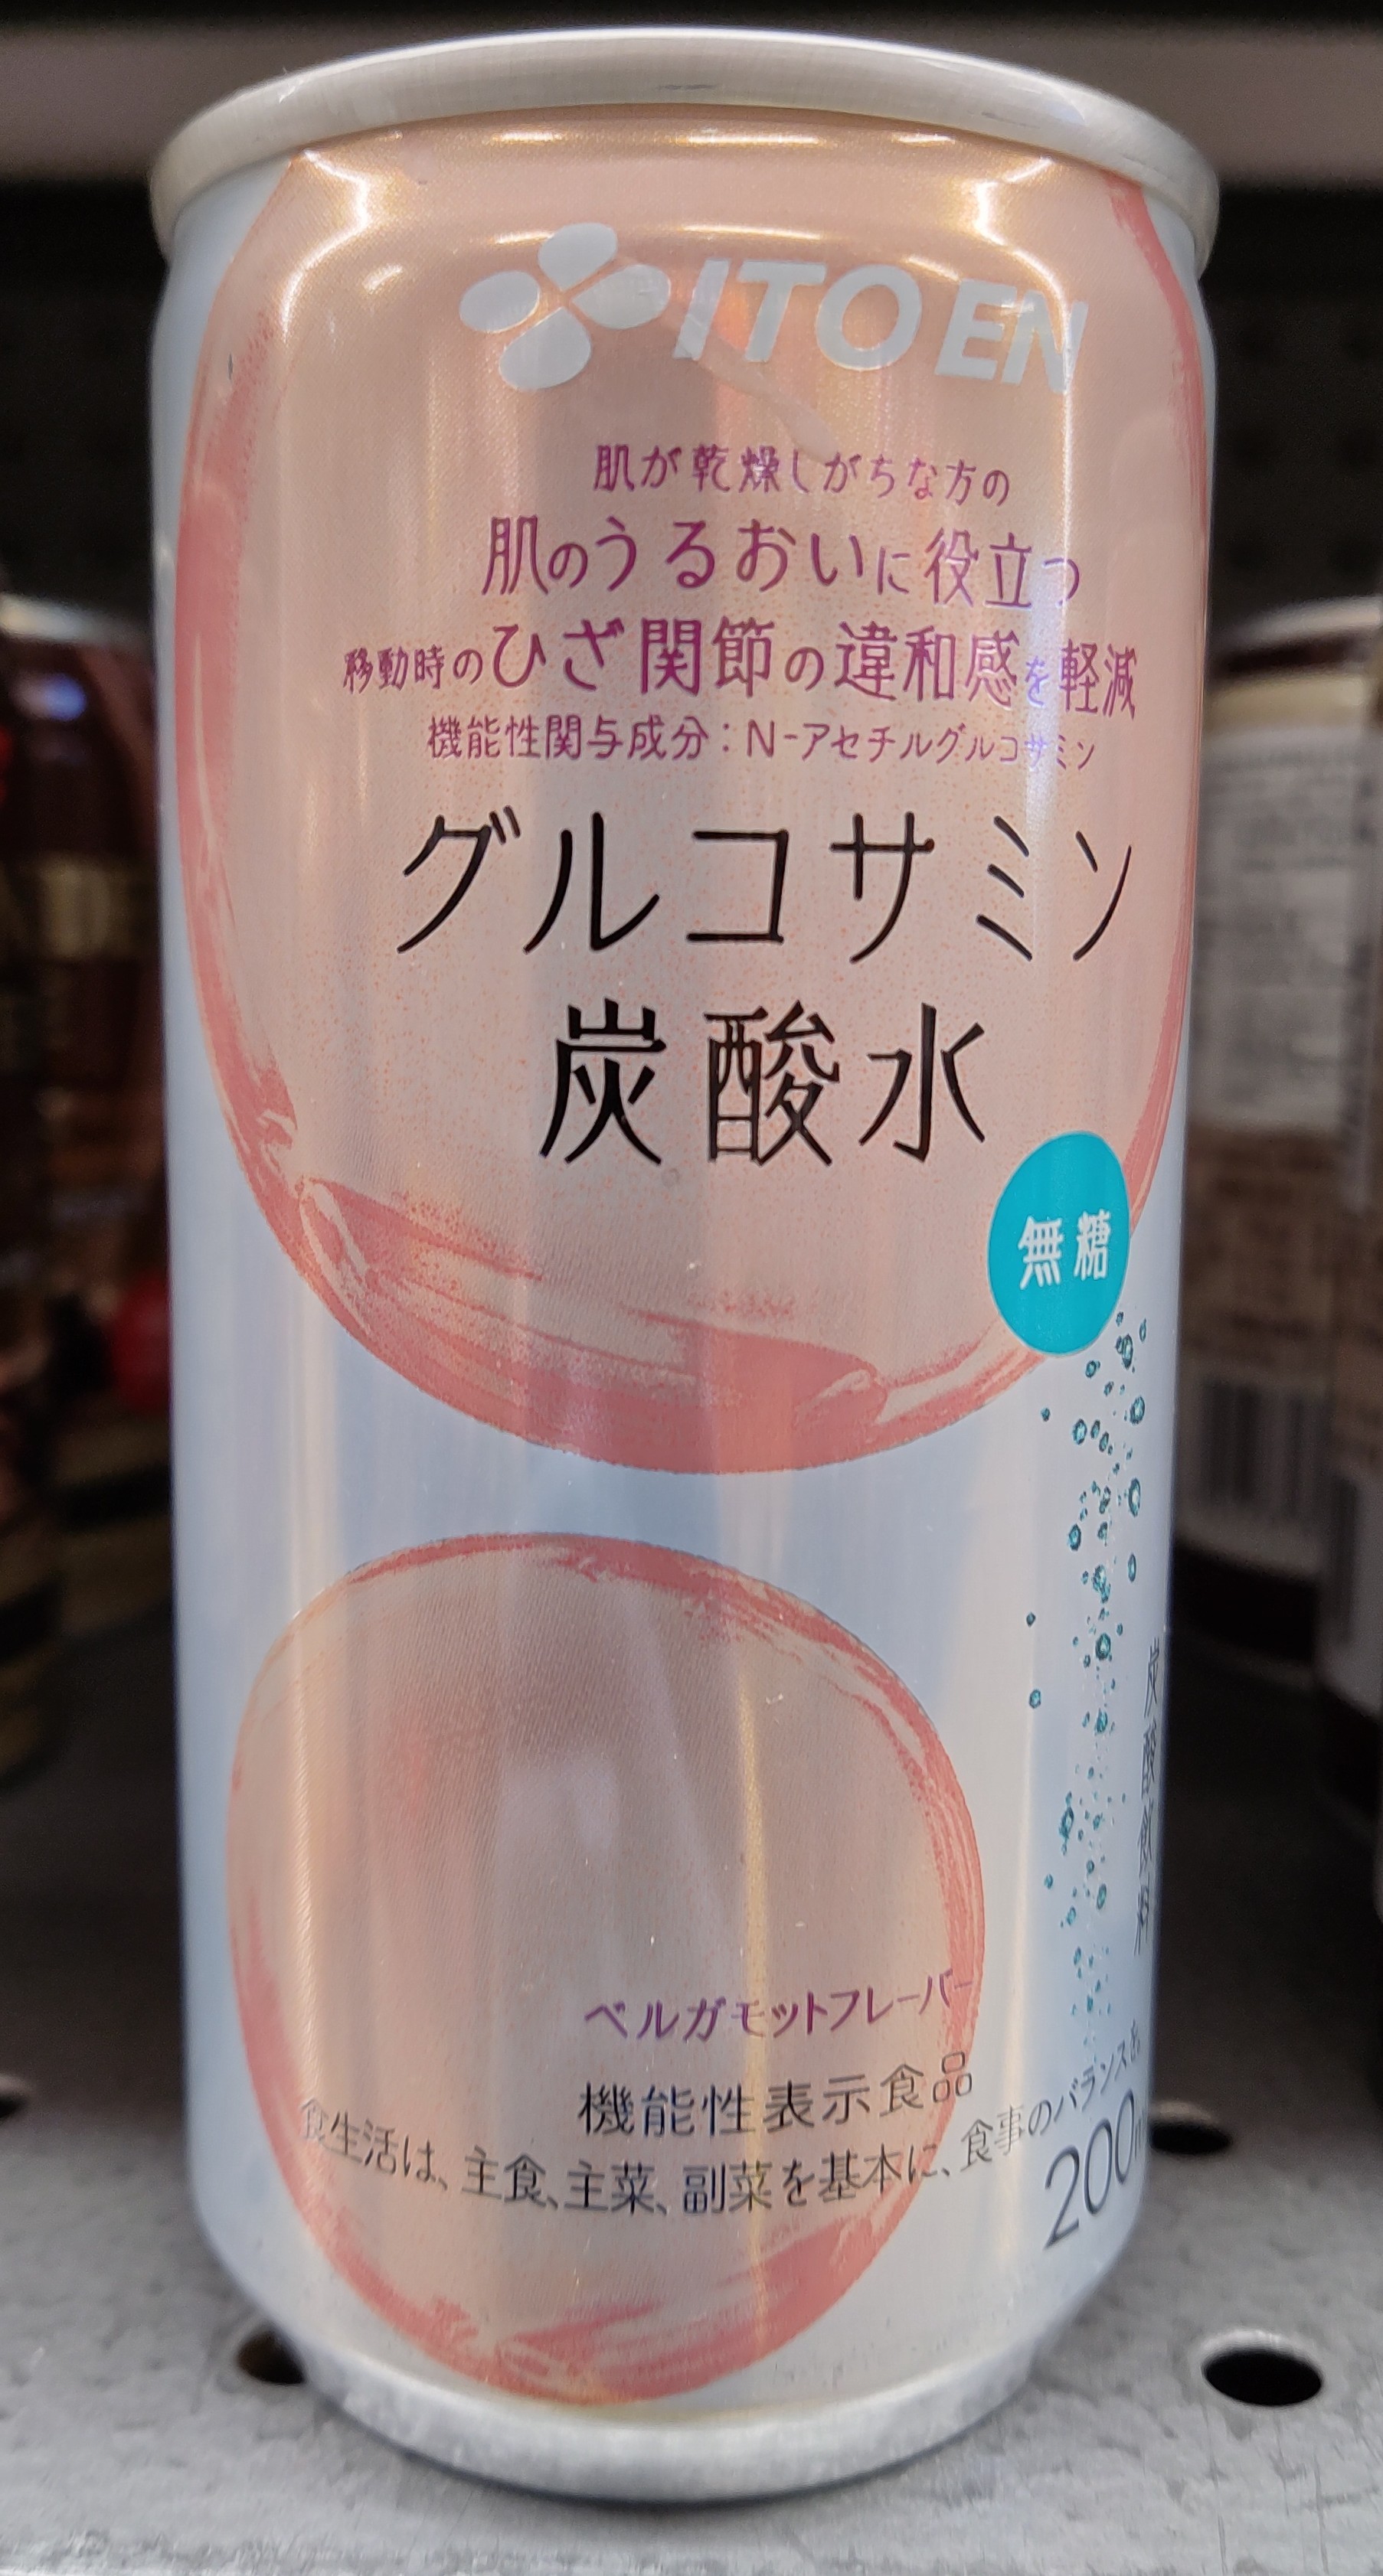 ITO EN
肌が乾燥しがちな方の
肌のうるおいに役立つ
移動時のひざ関節の違和感を軽減
機能性関与成分：N-アセチルグルコサミン
グルコサミン
炭酸水
無糖
炭酸飲料
ベルガモットフレーバー
機能性表示食品
食生活は、主食、主菜、副菜を基本に、食事のバランスを
200